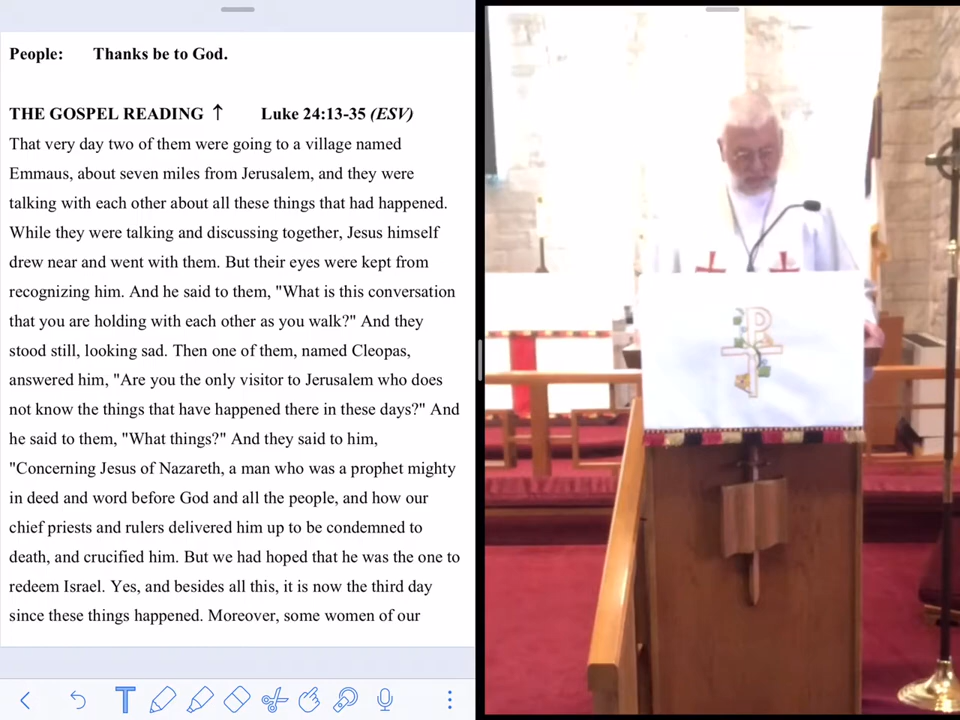 People: Thanks be to God.
THE GOSPEL READING ↑ Luke 24:13-35 (ESV)
That very day two of them were going to a village named
Emmaus, about seven miles from Jerusalem, and they were
talking with each other about all these things that had happened.
While they were talking and discussing together, Jesus himself
drew near and went with them. But their eyes were kept from
recognizing him. And he said to them, "What is this conversation
that you are holding with each other as you walk?" And they
stood still, looking sad. Then one of them, named Cleopas,
answered him, "Are you the only visitor to Jerusalem who does
not know the things that have happened there in these days?" And
he said to them, "What things?" And they said to him,
"Concerning Jesus of Nazareth, a man who was a prophet mighty
in deed and word before God and all the people, and how our
chief priests and rulers delivered him up to be condemned to
death, and crucified him. But we had hoped that he was the one to
redeem Israel. Yes, and besides all this, it is now the third day
since these things happened. Moreover, some women of our